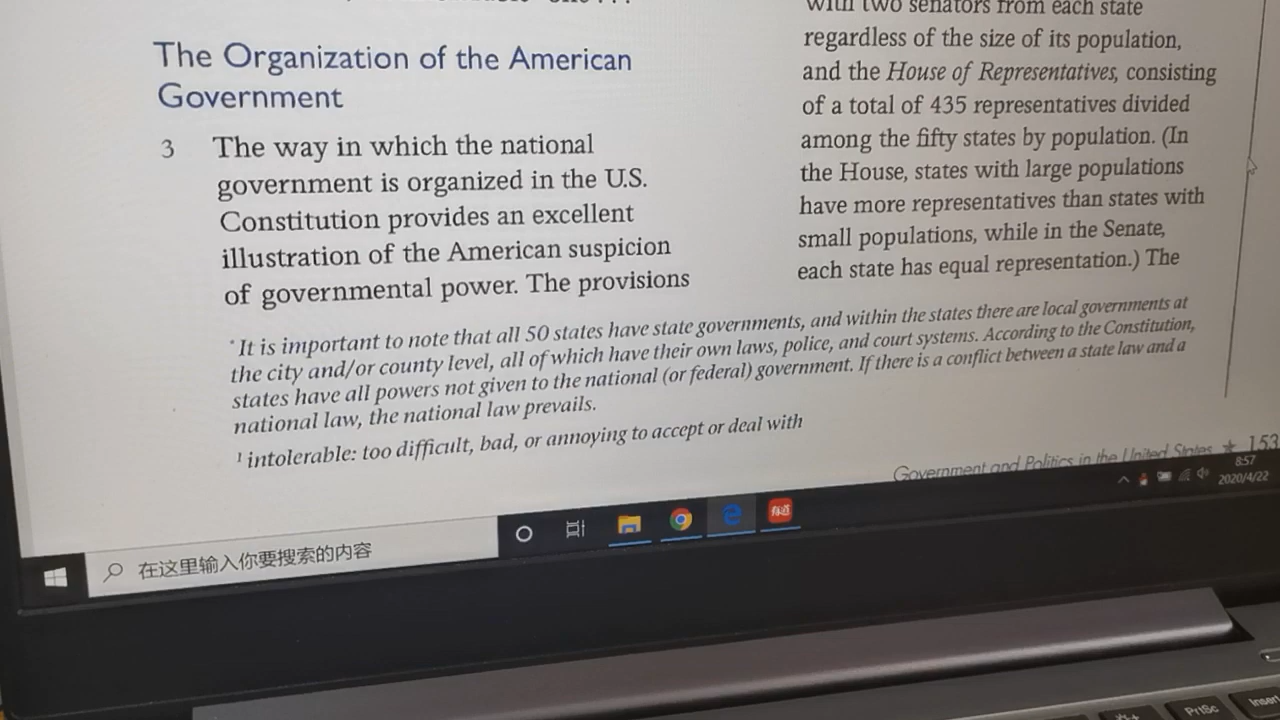 The Organization of the American
Government
3 The way in which the national
government is organized in the U.S.
Constitution provides an excellent
illustration of the American suspicion
of governmental power. The provisions
with two senators from each state
regardless of the size of its population,
and the House of Representatives, consisting
of a total of 435 representatives divided
among the fifty states by population. (In
the House, states with large populations
have more representatives than states with
small populations, while in the Senate,
each state has equal representation.) The
* It is important to note that all 50 states have state governments, and within the states there are local governments at
the city and/or county level, all of which have their own laws, police, and court systems. According to the Constitution,
states have all powers not given to the national (or federal) government. If there is a conflict between a state law and a
national law, the national law prevails.
1 intolerable: too difficult, bad, or annoying to accept or deal with
Government and Politics in the United States ★ 153
在这里输入你要搜索的内容
有道
8:57
2020/4/22
PrtSc
Insert